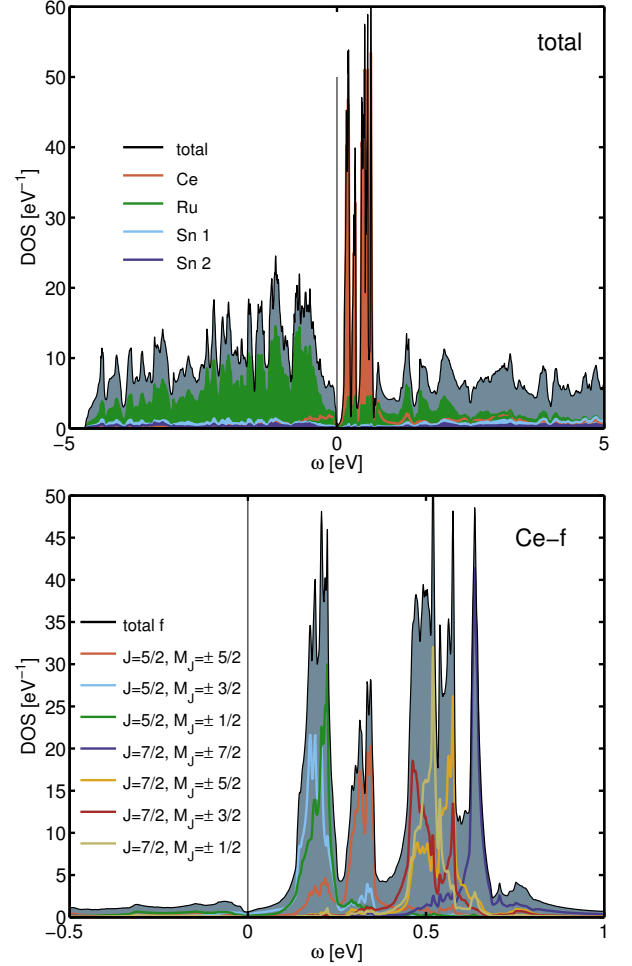 60
50
40
30
20
10
0
DOS [eV⁻¹]
total
total
Ce
Ru
Sn 1
Sn 2
−5
0
5
ω [eV]
50
45
40
35
30
25
20
15
10
5
0
DOS [eV⁻¹]
Ce−f
total f
J=5/2, M_J=± 5/2
J=5/2, M_J=± 3/2
J=5/2, M_J=± 1/2
J=7/2, M_J=± 7/2
J=7/2, M_J=± 5/2
J=7/2, M_J=± 3/2
J=7/2, M_J=± 1/2
−0.5
0
0.5
1
ω [eV]